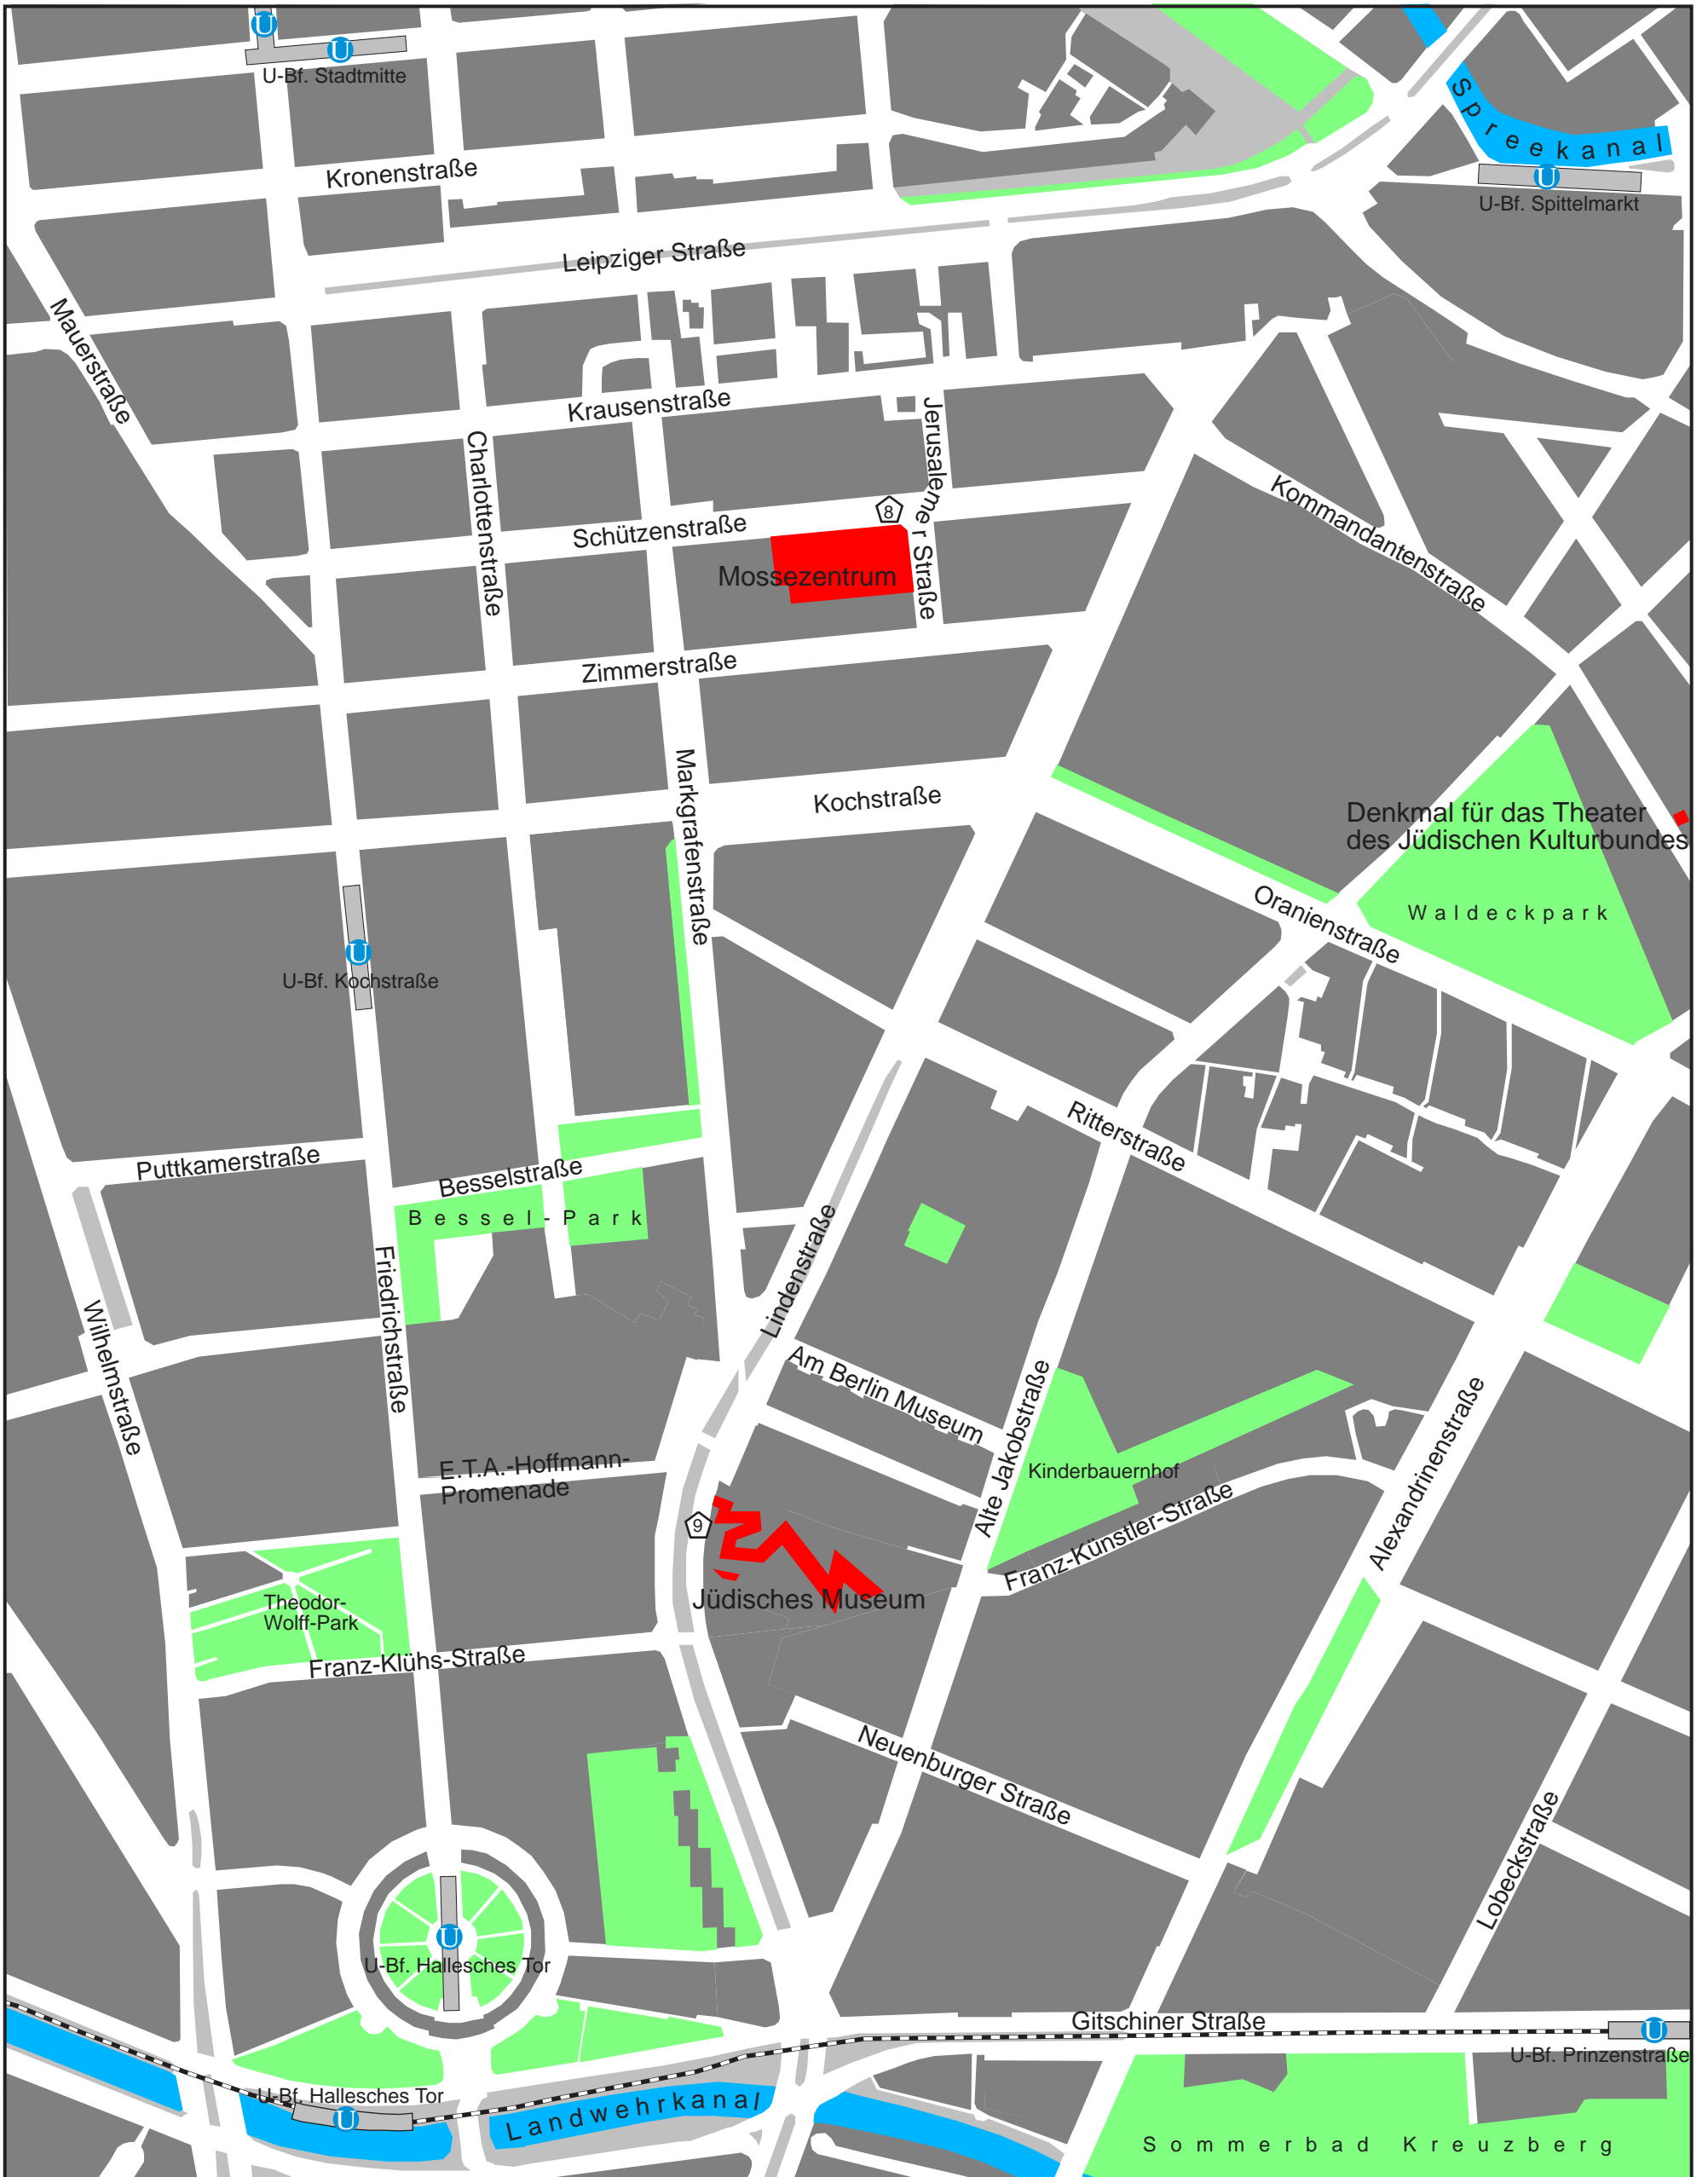 U
U
U-Bf. Stadtmitte
Spreekanal
U
U-Bf. Spittelmarkt
Kronenstraße
Leipziger Straße
Mauerstraße
Krausenstraße
Charlottenstraße
Jerusalemer Straße
Kommandantenstraße
8
Schützenstraße
Mossezentrum
Zimmerstraße
Markgrafenstraße
Kochstraße
Denkmal für das Theater
des Jüdischen Kulturbundes
Oranienstraße
Waldeckpark
U
U-Bf. Kochstraße
Ritterstraße
Puttkamerstraße
Besselstraße
Bessel-Park
Lindenstraße
Friedrichstraße
Wilhelmstraße
Am Berlin Museum
Alte Jakobstraße
Kinderbauernhof
Alexandrinenstraße
E.T.A.-Hoffmann-
Promenade
Franz-Künstler-Straße
9
Jüdisches Museum
Theodor-
Wolff-Park
Franz-Klühs-Straße
Neuenburger Straße
Lobeckstraße
U
U-Bf. Hallesches Tor
Gitschiner Straße
U
U-Bf. Prinzenstraße
U-Bf. Hallesches Tor
U
Landwehrkanal
Sommerbad Kreuzberg